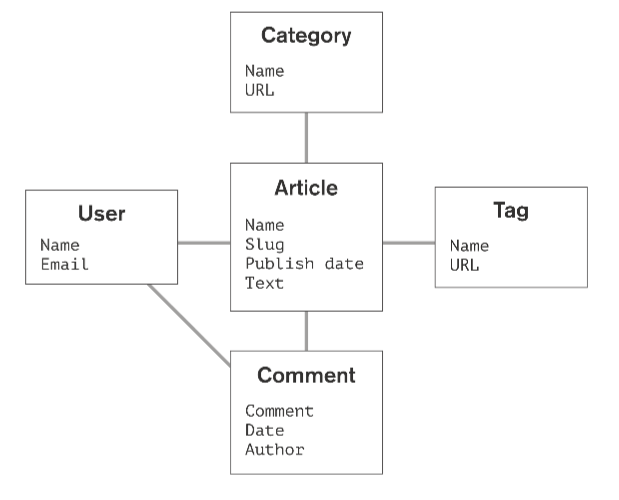 Category
Name
URL
Article
Name
Slug
Publish date
Text
User
Name
Email
Tag
Name
URL
Comment
Comment
Date
Author